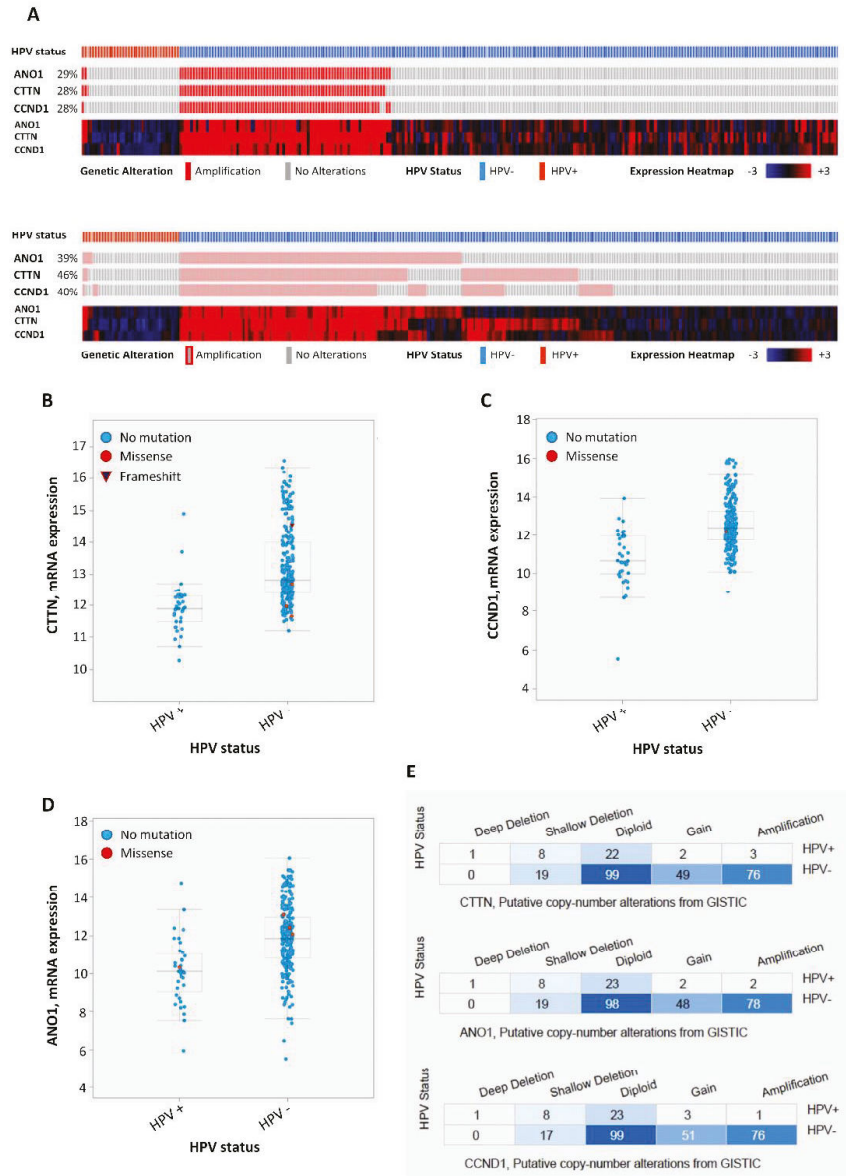 A
HPV status
ANO1 29%
CTTN 28%
CCND1 28%
ANO1
CTTN
CCND1
Genetic Alteration Amplification No Alterations HPV Status HPV- HPV+ Expression Heatmap -3 +3
HPV status
ANO1 39%
CTTN 46%
CCND1 40%
ANO1
CTTN
CCND1
Genetic Alteration Amplification No Alterations HPV Status HPV- HPV+ Expression Heatmap -3 +3
B
No mutation
Missense
Frameshift
17
16
15
14
13
12
11
10
CTTN, mRNA expression
HPV + HPV -
HPV status
C
No mutation
Missense
18
16
14
12
10
8
6
4
CCND1, mRNA expression
HPV + HPV -
HPV status
D
No mutation
Missense
18
16
14
12
10
8
6
4
ANO1, mRNA expression
HPV + HPV -
HPV status
E
HPV Status
Deep Deletion Shallow Deletion Diploid Gain Amplification
1 8 22 2 3 HPV+
0 19 99 49 76 HPV-
CTTN, Putative copy-number alterations from GISTIC
HPV Status
Deep Deletion Shallow Deletion Diploid Gain Amplification
1 8 23 2 2 HPV+
0 19 98 48 78 HPV-
ANO1, Putative copy-number alterations from GISTIC
HPV Status
Deep Deletion Shallow Deletion Diploid Gain Amplification
1 8 23 3 1 HPV+
0 17 99 51 76 HPV-
CCND1, Putative copy-number alterations from GISTIC